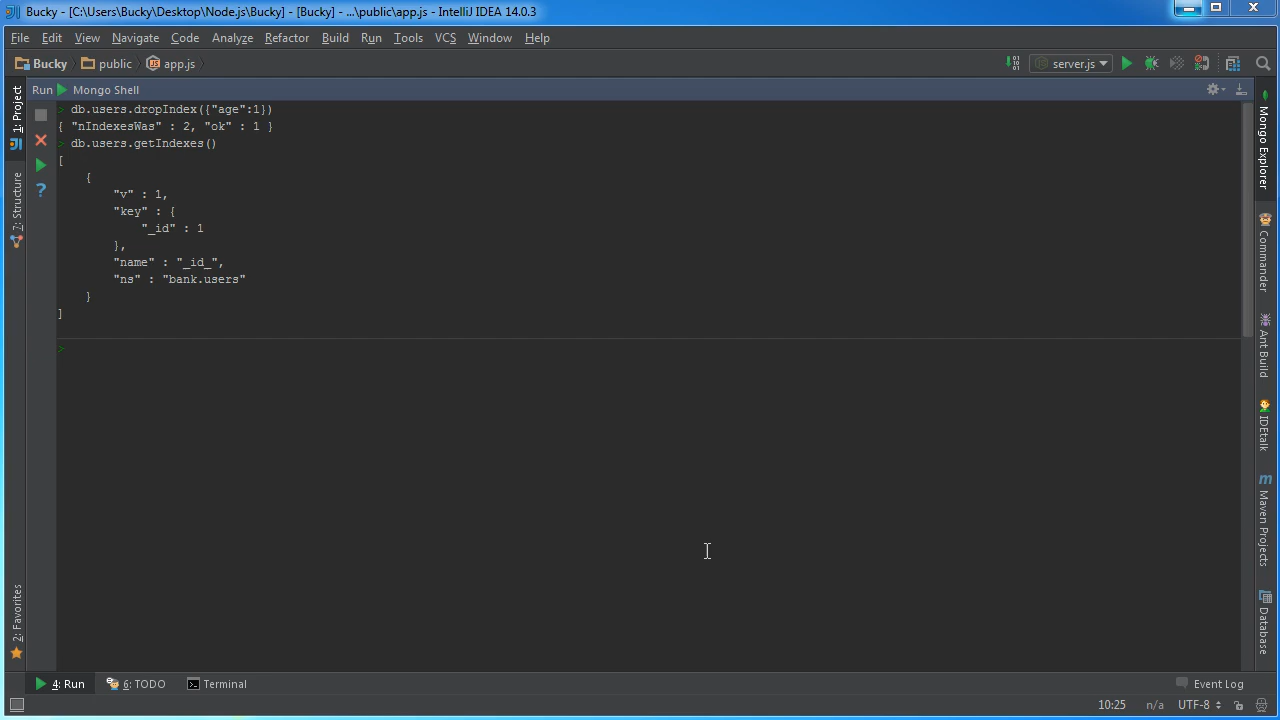 Bucky - [C:\Users\Bucky\Desktop\Node.js\Bucky] - [Bucky] - ...\public\app.js - IntelliJ IDEA 14.0.3
File Edit View Navigate Code Analyze Refactor Build Run Tools VCS Window Help
Bucky public app.js server.js
Run Mongo Shell
> db.users.dropIndex({"age":1})
{ "nIndexesWas" : 2, "ok" : 1 }
> db.users.getIndexes()
[
{
"v" : 1,
"key" : {
"_id" : 1
},
"name" : "_id_",
"ns" : "bank.users"
}
]
>
1: Project
7: Structure
2: Favorites
Mongo Explorer
Commander
Ant Build
IDEtalk
Maven Projects
Database
4: Run 6: TODO Terminal Event Log
10:25 n/a UTF-8